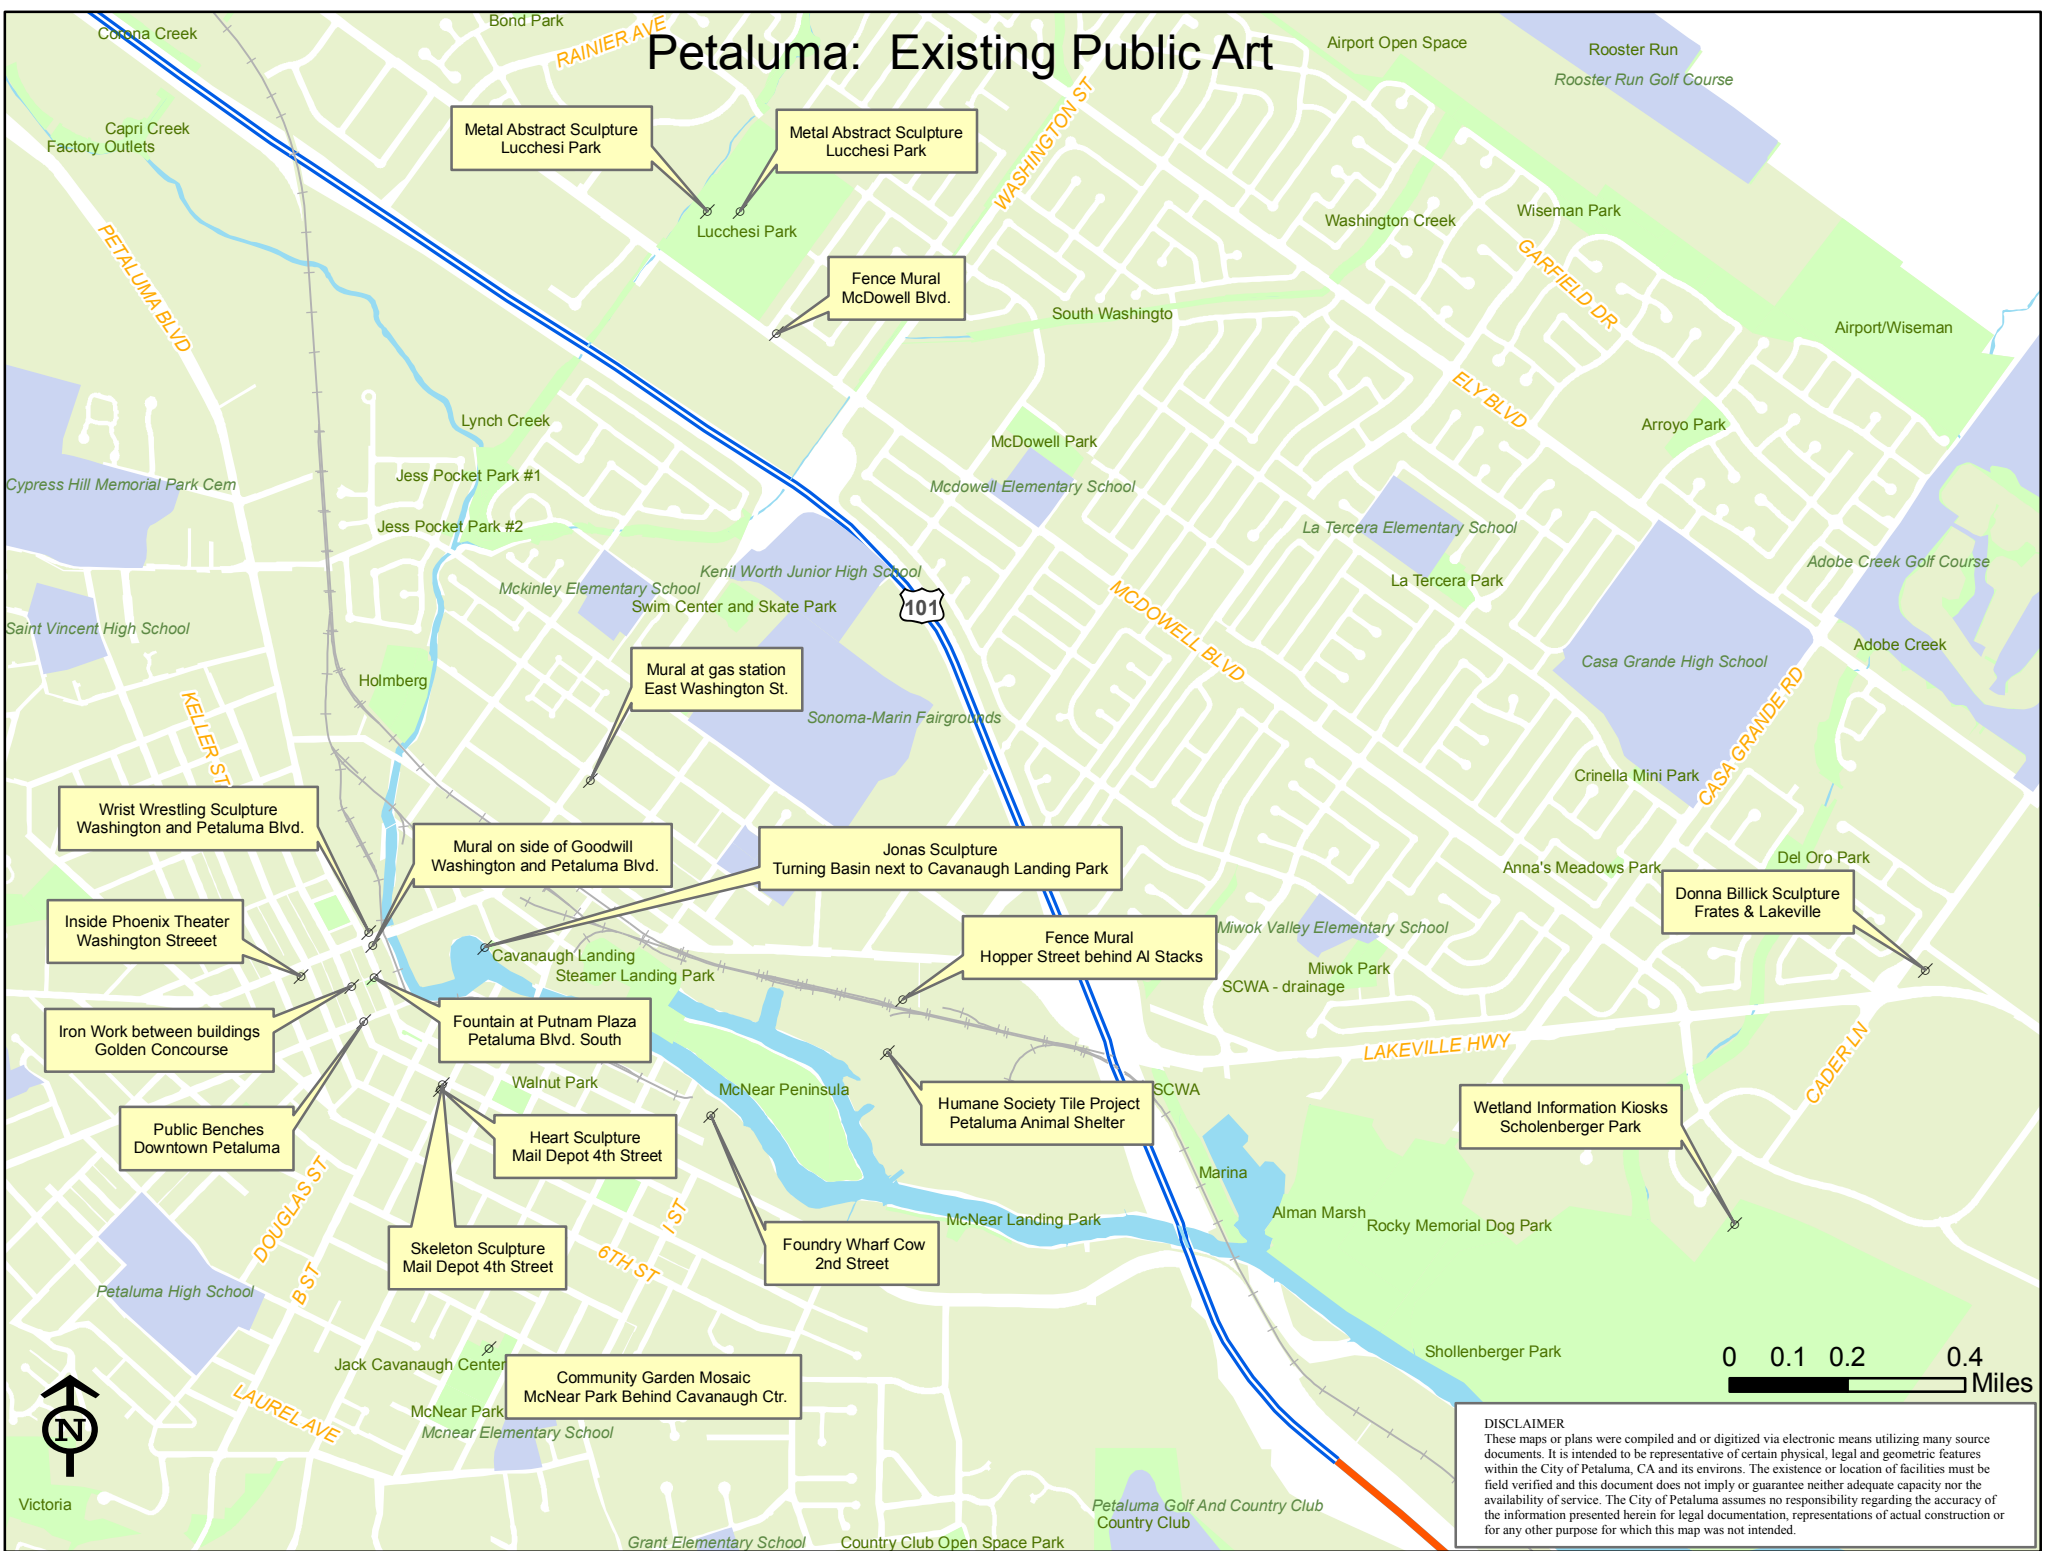 Petaluma: Existing Public Art
Corona Creek
Bond Park
RAINIER AVE
Airport Open Space
Rooster Run
Rooster Run Golf Course
Capri Creek
Factory Outlets
Metal Abstract Sculpture
Lucchesi Park
Metal Abstract Sculpture
Lucchesi Park
WASHINGTON ST
Lucchesi Park
Washington Creek
Wiseman Park
GARFIELD DR
PETALUMA BLVD
Fence Mural
McDowell Blvd.
South Washingto
Airport/Wiseman
ELY BLVD
Lynch Creek
McDowell Park
Arroyo Park
Jess Pocket Park #1
Cypress Hill Memorial Park Cem
Mcdowell Elementary School
Jess Pocket Park #2
La Tercera Elementary School
Kenil Worth Junior High School
Mckinley Elementary School
Swim Center and Skate Park
101
La Tercera Park
Adobe Creek Golf Course
MCDOWELL BLVD
Saint Vincent High School
Adobe Creek
Casa Grande High School
Holmberg
Mural at gas station
East Washington St.
Sonoma-Marin Fairgrounds
KELLER ST
CASA GRANDE RD
Crinella Mini Park
Wrist Wrestling Sculpture
Washington and Petaluma Blvd.
Mural on side of Goodwill
Washington and Petaluma Blvd.
Jonas Sculpture
Turning Basin next to Cavanaugh Landing Park
Anna's Meadows Park
Del Oro Park
Donna Billick Sculpture
Frates & Lakeville
Inside Phoenix Theater
Washington Streeet
Cavanaugh Landing
Steamer Landing Park
Fence Mural
Hopper Street behind Al Stacks
Miwok Valley Elementary School
Miwok Park
SCWA - drainage
Iron Work between buildings
Golden Concourse
Fountain at Putnam Plaza
Petaluma Blvd. South
LAKEVILLE HWY
CADER LN
Walnut Park
McNear Peninsula
SCWA
Humane Society Tile Project
Petaluma Animal Shelter
Wetland Information Kiosks
Scholenberger Park
Public Benches
Downtown Petaluma
Heart Sculpture
Mail Depot 4th Street
Marina
DOUGLAS ST
I ST
McNear Landing Park
Alman Marsh
Rocky Memorial Dog Park
Skeleton Sculpture
Mail Depot 4th Street
6TH ST
Foundry Wharf Cow
2nd Street
B ST
Petaluma High School
Jack Cavanaugh Center
Shollenberger Park
Community Garden Mosaic
McNear Park Behind Cavanaugh Ctr.
0 0.1 0.2 0.4
Miles
LAUREL AVE
McNear Park
Mcnear Elementary School
N
Victoria
Petaluma Golf And Country Club
Country Club
Grant Elementary School
Country Club Open Space Park
DISCLAIMER
These maps or plans were compiled and or digitized via electronic means utilizing many source
documents. It is intended to be representative of certain physical, legal and geometric features
within the City of Petaluma, CA and its environs. The existence or location of facilities must be
field verified and this document does not imply or guarantee neither adequate capacity nor the
availability of service. The City of Petaluma assumes no responsibility regarding the accuracy of
the information presented herein for legal documentation, representations of actual construction or
for any other purpose for which this map was not intended.